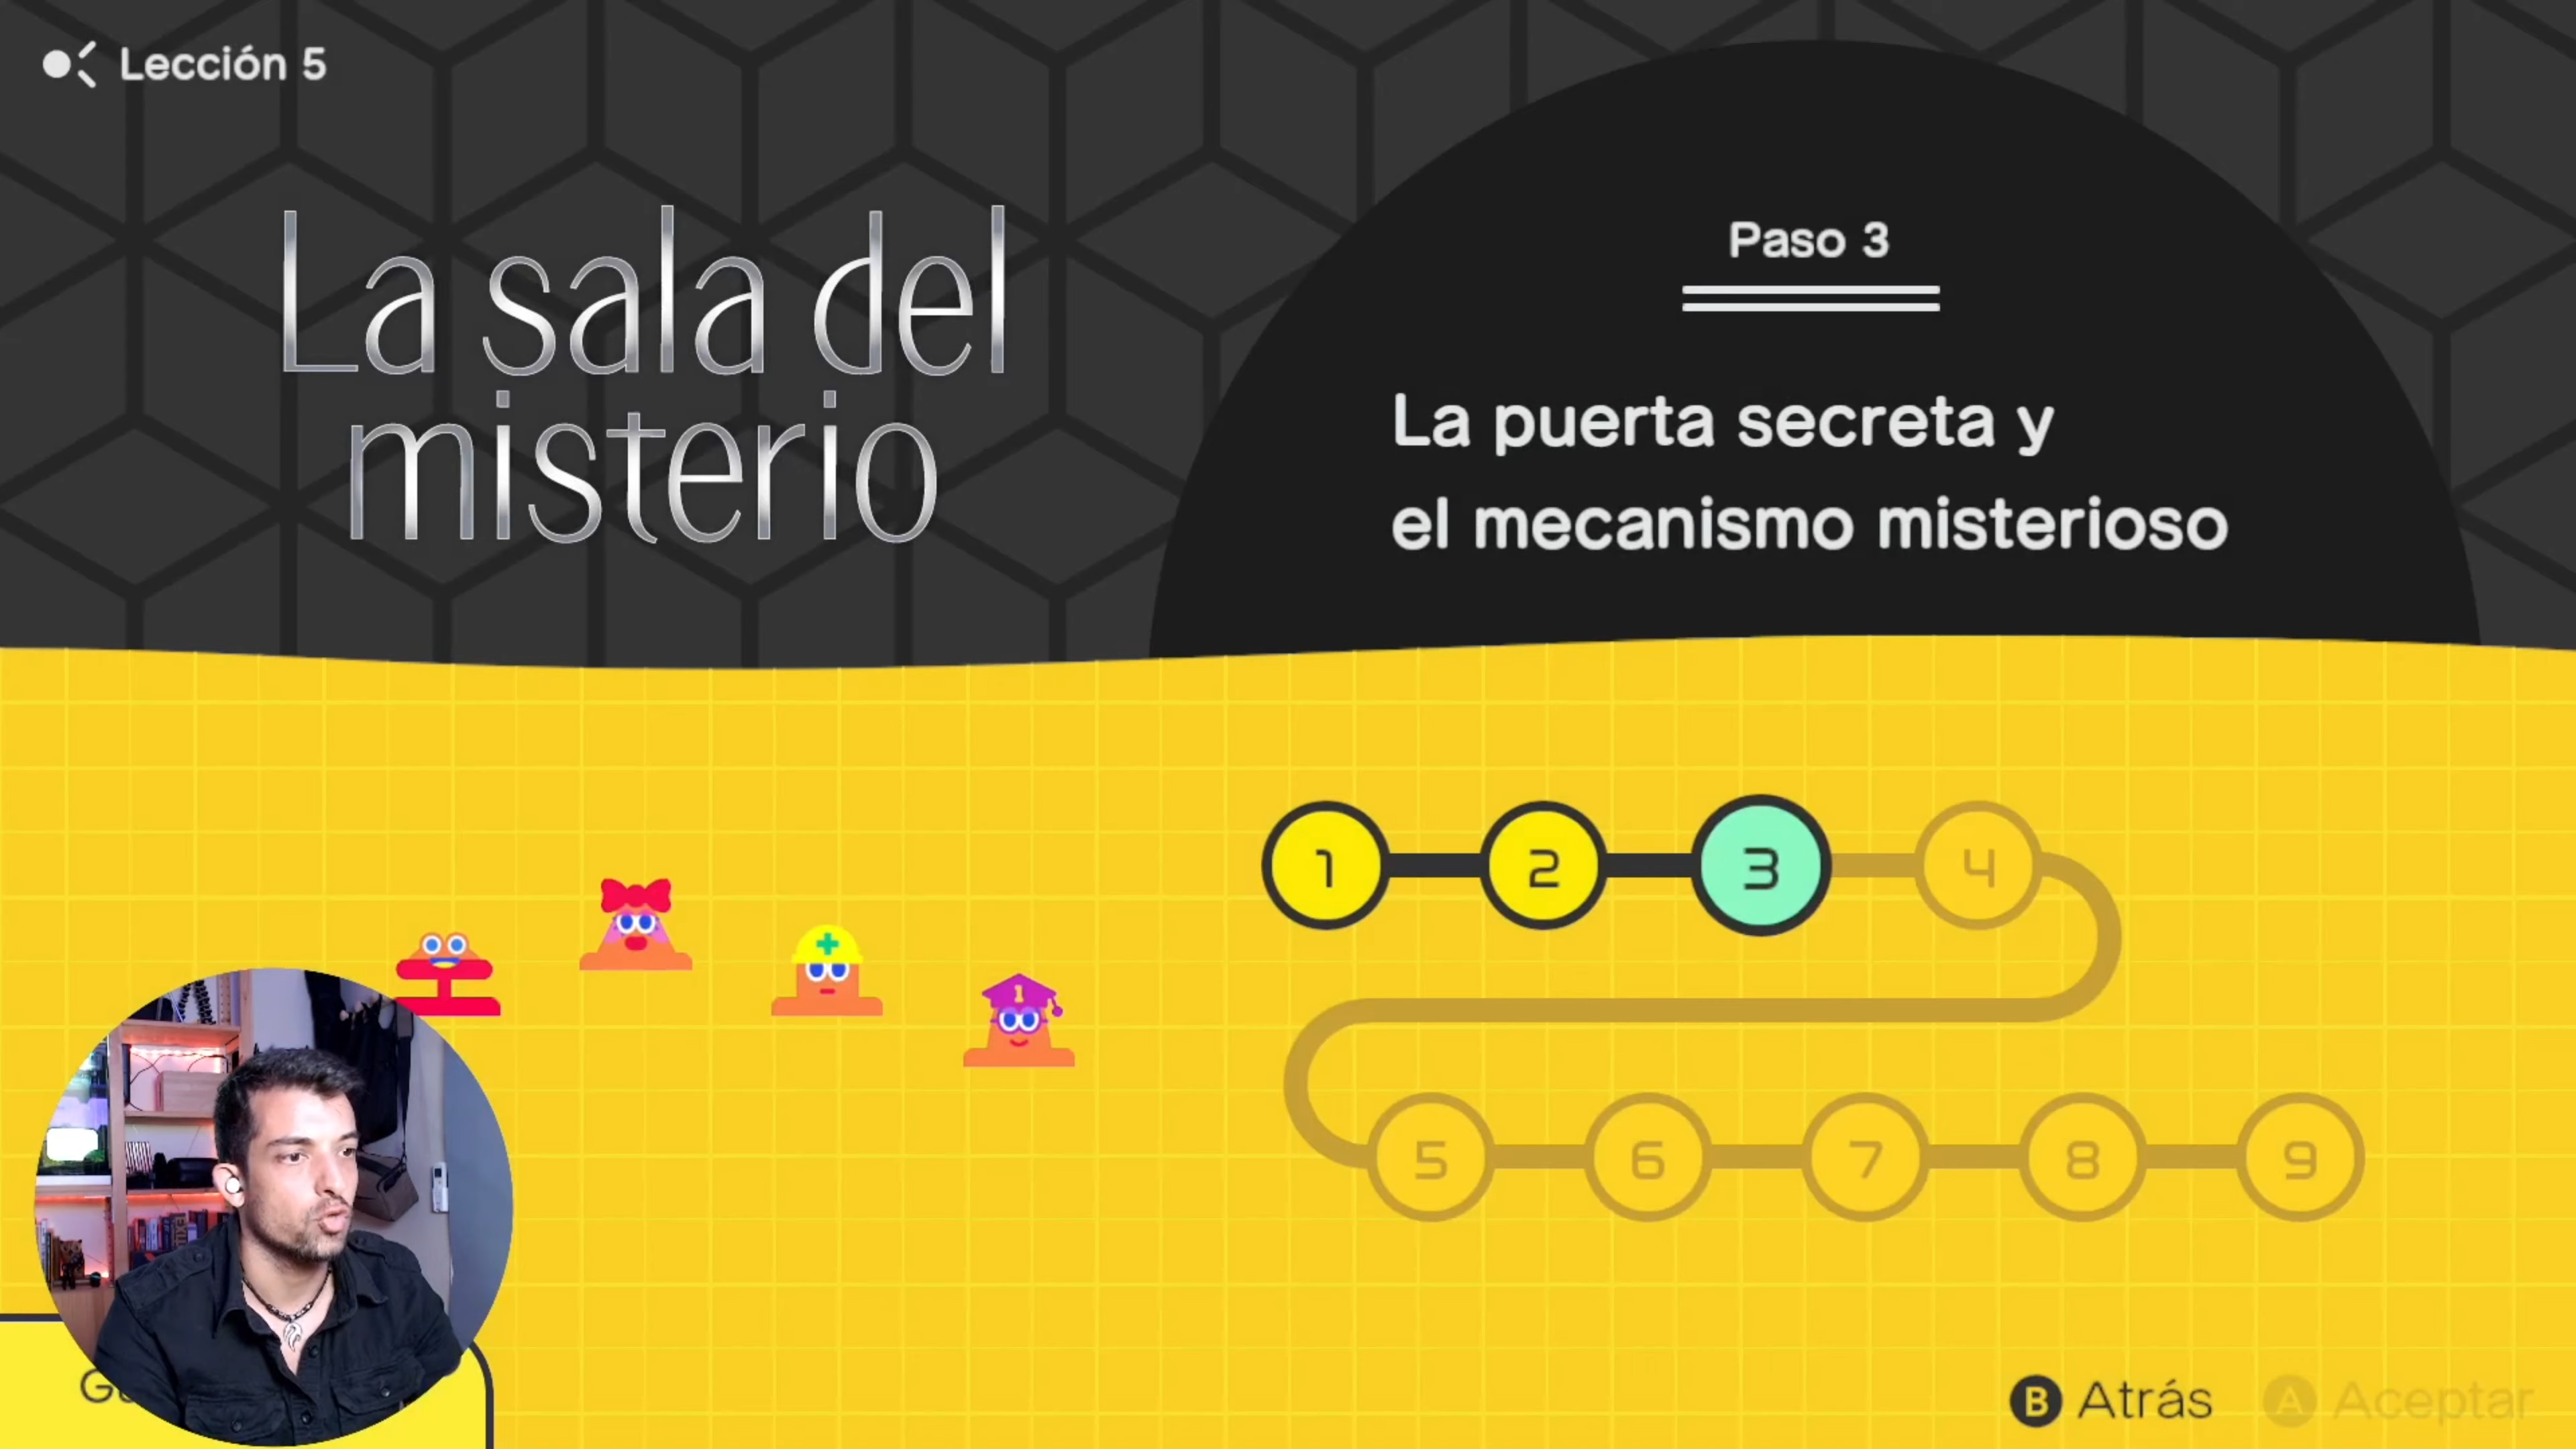 Lección 5
La sala del
misterio
Paso 3
La puerta secreta y
el mecanismo misterioso
1
1 2 3 4
5 6 7 8 9
B Atrás A Aceptar